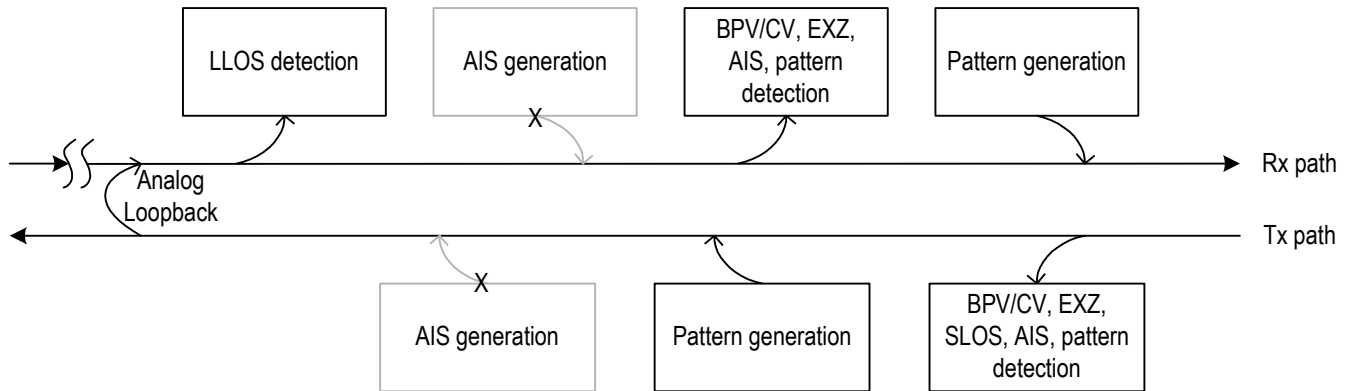 LLOS detection
AIS generation
BPV/CV, EXZ,
AIS, pattern
detection
Pattern generation
X
Rx path
Analog
Loopback
Tx path
X
AIS generation
Pattern generation
BPV/CV, EXZ,
SLOS, AIS, pattern
detection